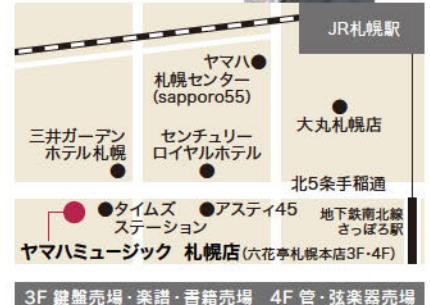 JR札幌駅
ヤマハ
札幌センター
(sapporo55)
大丸札幌店
三井ガーデン
ホテル札幌
センチュリー
ロイヤルホテル
北5条手稲通
タイムズ
ステーション
アスティ45
地下鉄南北線
さっぽろ駅
ヤマハミュージック 札幌店(六花亭札幌本店3F・4F)
3F 鍵盤売場・楽譜・書籍売場 4F 管・弦楽器売場